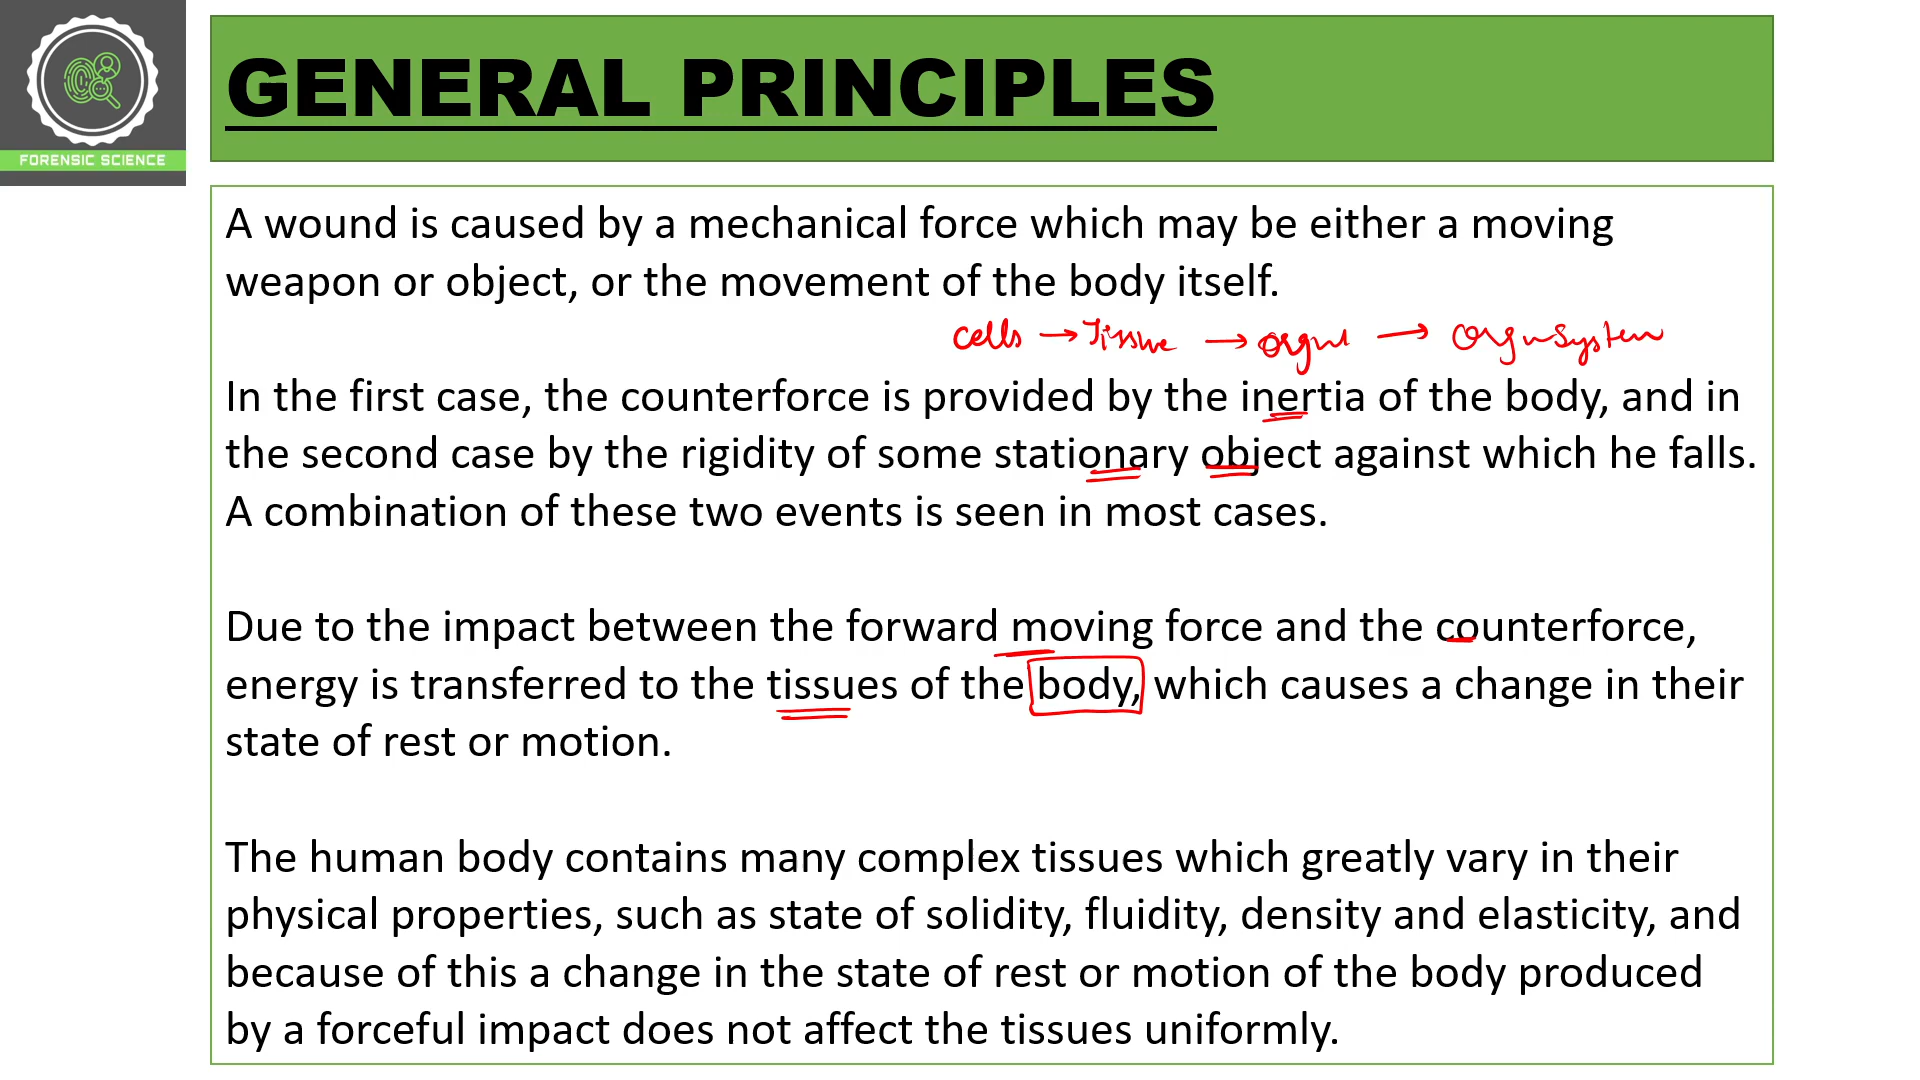 FORENSIC SCIENCE
GENERAL PRINCIPLES
A wound is caused by a mechanical force which may be either a moving
weapon or object, or the movement of the body itself.
cells → Tissue → organ → Organ System
In the first case, the counterforce is provided by the inertia of the body, and in
the second case by the rigidity of some stationary object against which he falls.
A combination of these two events is seen in most cases.
Due to the impact between the forward moving force and the counterforce,
energy is transferred to the tissues of the body, which causes a change in their
state of rest or motion.
The human body contains many complex tissues which greatly vary in their
physical properties, such as state of solidity, fluidity, density and elasticity, and
because of this a change in the state of rest or motion of the body produced
by a forceful impact does not affect the tissues uniformly.